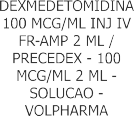 DEXMEDETOMIDINA
100 MCG/ML INJ IV
FR-AMP 2 ML /
PRECEDEX - 100
MCG/ML 2 ML -
SOLUCAO -
VOLPHARMA